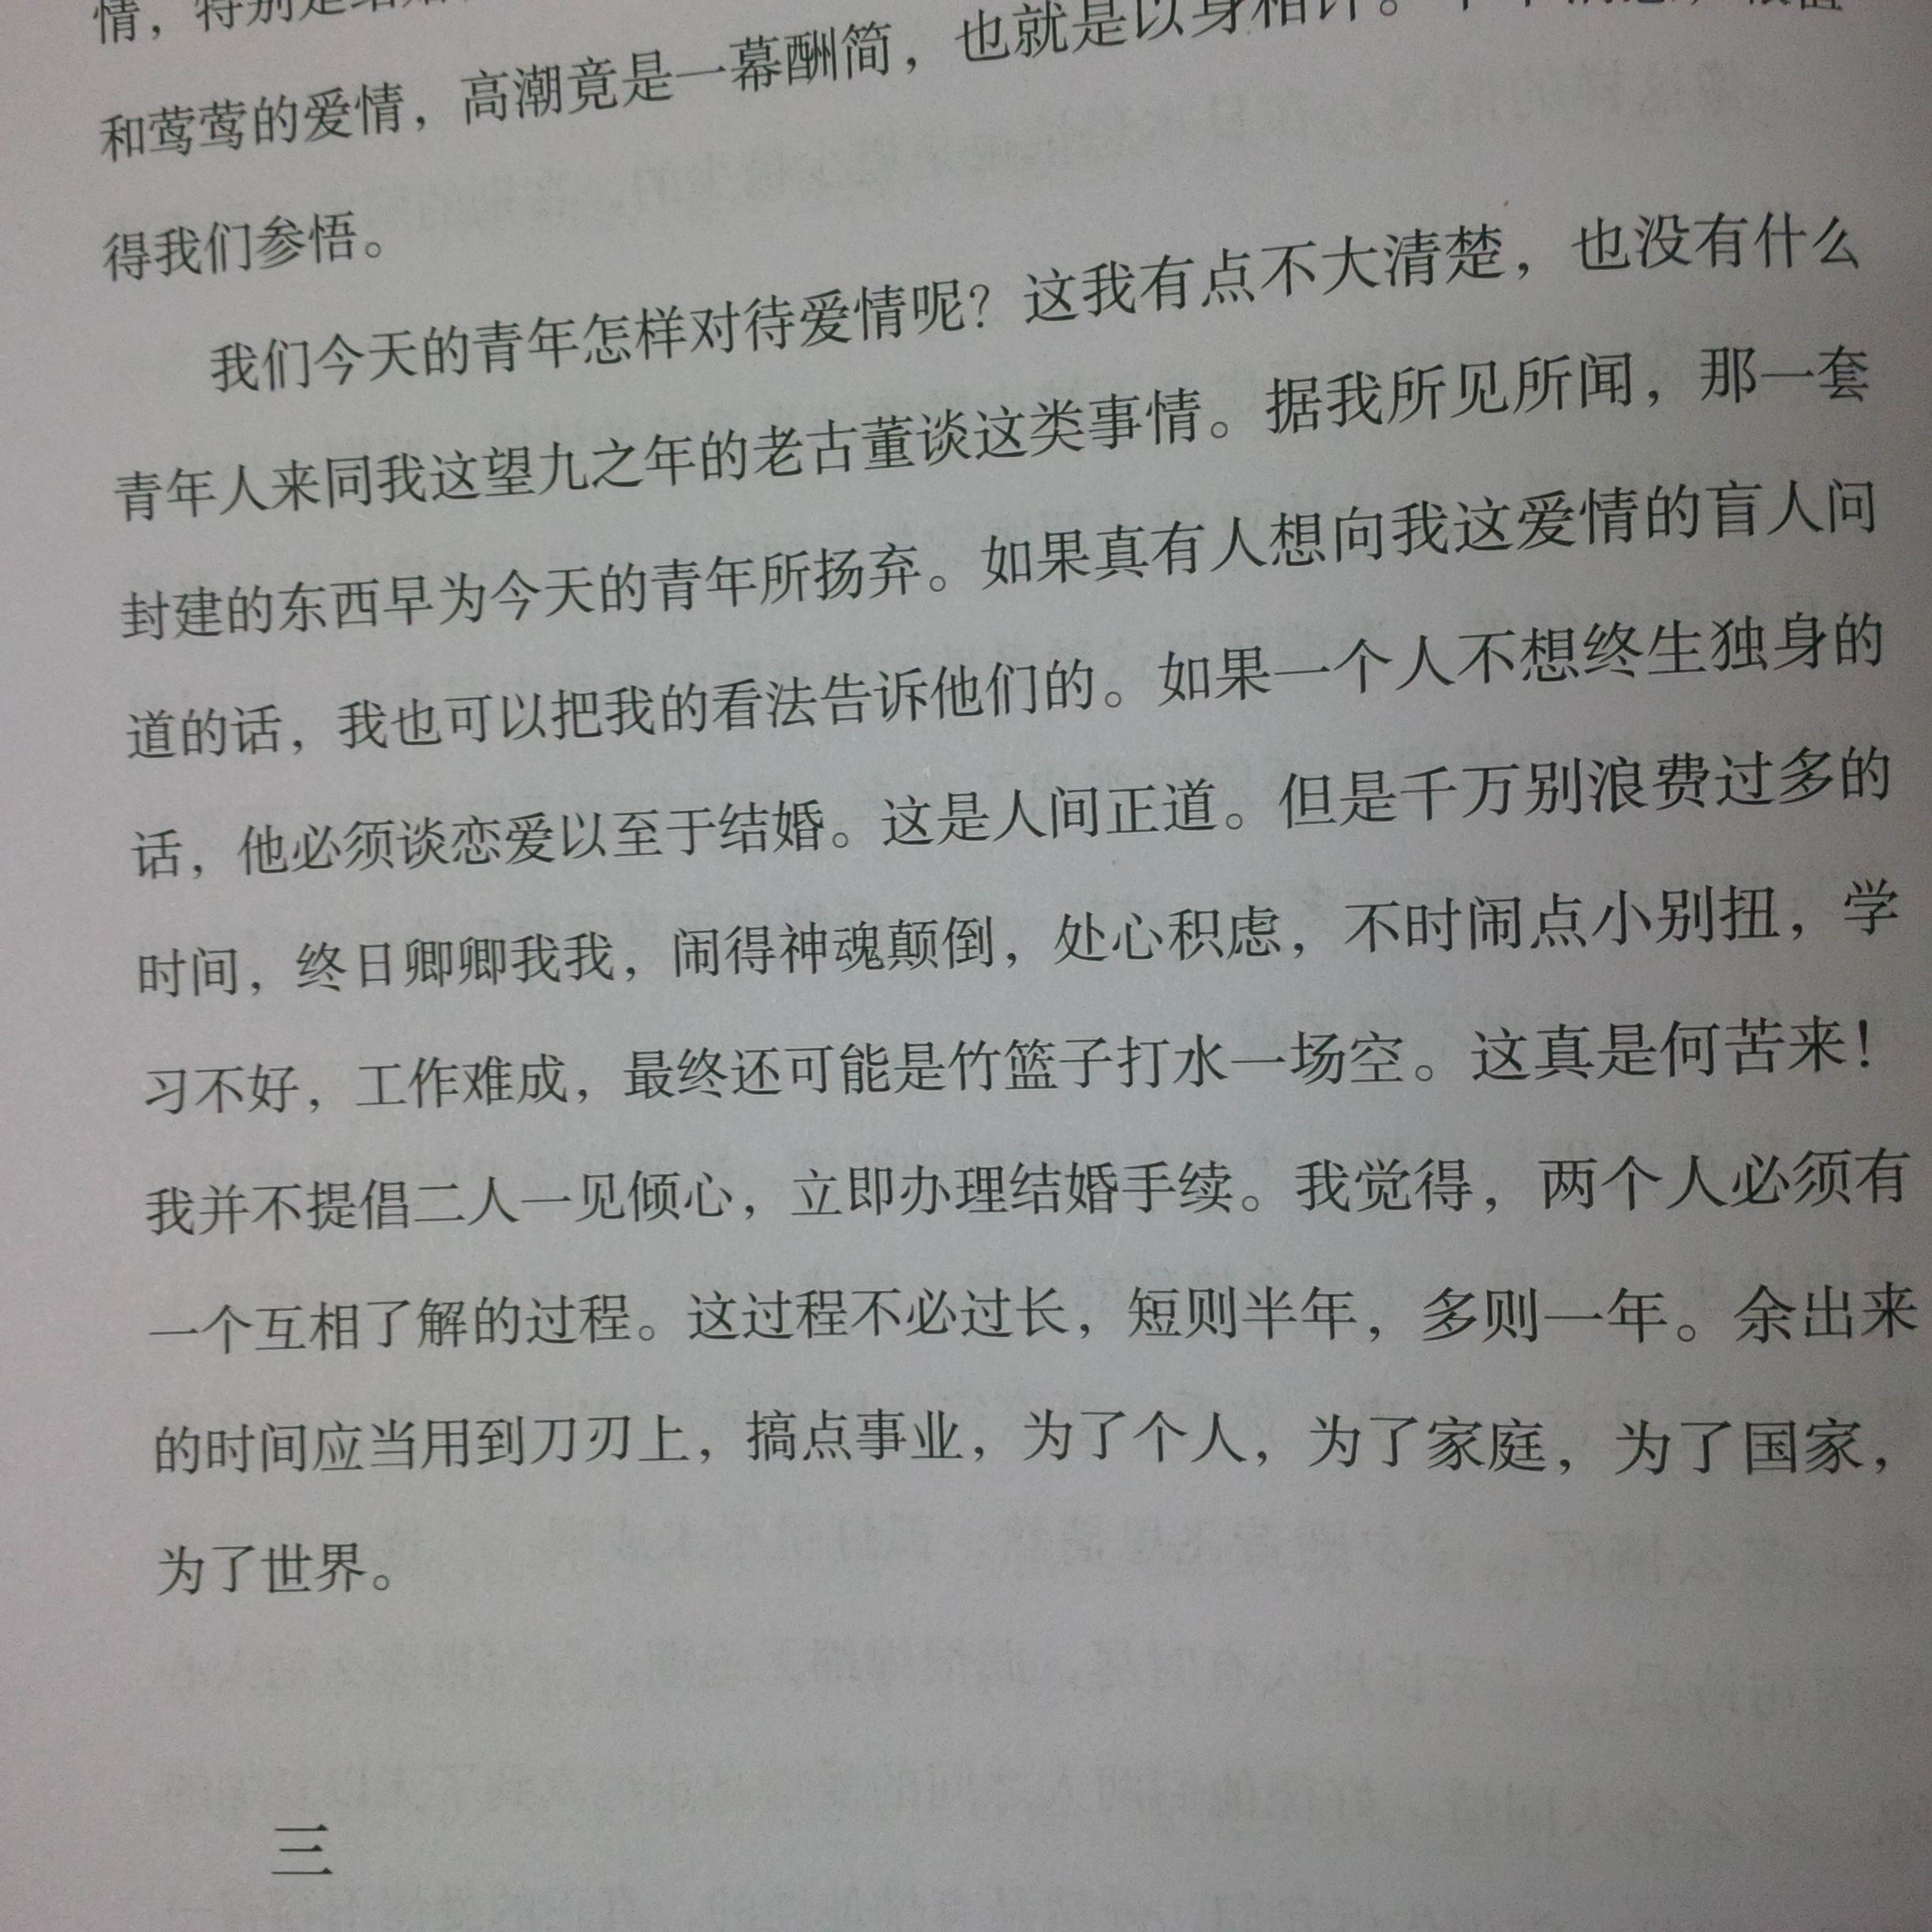 情，特别是结
和莺莺的爱情，高潮竟是一幕酬简，也就是以身相许。
得我们参悟。
我们今天的青年怎样对待爱情呢？这我有点不大清楚，也没有什么
青年人来同我这望九之年的老古董谈这类事情。据我所见所闻，那一套
封建的东西早为今天的青年所扬弃。如果真有人想向我这爱情的盲人问
道的话，我也可以把我的看法告诉他们的。如果一个人不想终生独身的
话，他必须谈恋爱以至于结婚。这是人间正道。但是千万别浪费过多的
时间，终日卿卿我我，闹得神魂颠倒，处心积虑，不时闹点小别扭，学
习不好，工作难成，最终还可能是竹篮子打水一场空。这真是何苦来！
我并不提倡二人一见倾心，立即办理结婚手续。我觉得，两个人必须有
一个互相了解的过程。这过程不必过长，短则半年，多则一年。余出来
的时间应当用到刀刃上，搞点事业，为了个人，为了家庭，为了国家，
为了世界。
三